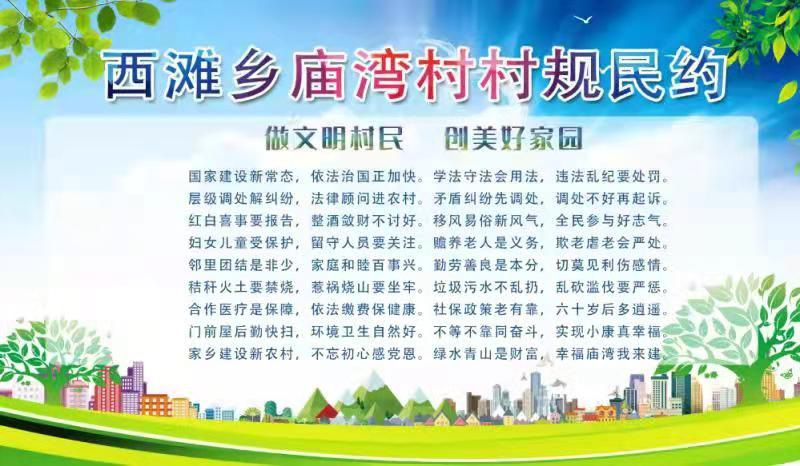 西滩乡庙湾村村规民约
做文明村民 创美好家园
国家建设新常态，依法治国正加快。学法守法会用法，违法乱纪要处罚。
层级调处解纠纷，法律顾问进农村。矛盾纠纷先调处，调处不好再起诉。
红白喜事要报告，整酒敛财不讨好。移风易俗新风气，全民参与好志气。
妇女儿童受保护，留守人员要关注。赡养老人是义务，欺老虐老会严处。
邻里团结是非少，家庭和睦百事兴。勤劳善良是本分，切莫见利伤感情。
秸秆火土要禁烧，惹祸烧山要坐牢。垃圾污水不乱扔，乱砍滥伐要严惩。
合作医疗是保障，依法缴费保健康。社保政策老有靠，六十岁后多逍遥。
门前屋后勤快扫，环境卫生自然好。不等不靠同奋斗，实现小康真幸福。
家乡建设新农村，不忘初心感党恩。绿水青山是财富，幸福庙湾我来建。